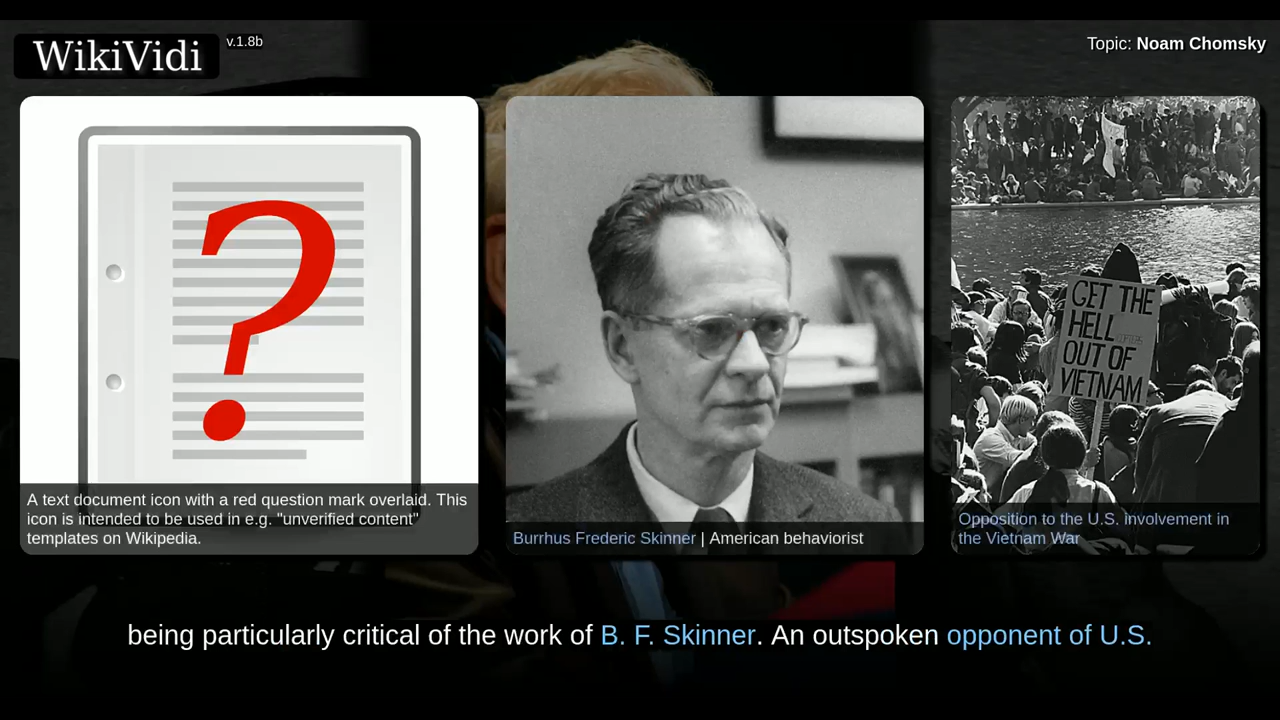 WikiVidi
v.1.8b
Topic: Noam Chomsky
?
GET THE
HELL
OUT OF
VIETNAM
A text document icon with a red question mark overlaid. This
icon is intended to be used in e.g. "unverified content"
templates on Wikipedia.
Burrhus Frederic Skinner | American behaviorist
Opposition to the U.S. involvement in
the Vietnam War
being particularly critical of the work of B. F. Skinner. An outspoken opponent of U.S.